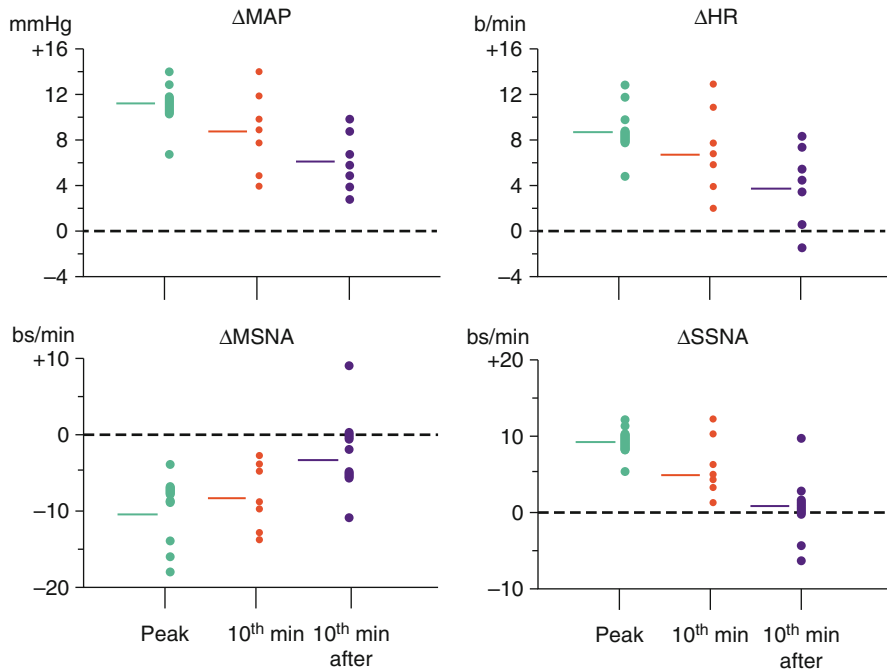 ΔMAP
mmHg
+16
12
8
4
0
–4
ΔHR
b/min
+16
12
8
4
0
–4
ΔMSNA
bs/min
+10
0
–10
–20
Peak
10th min
10th min
after
ΔSSNA
bs/min
+20
10
0
–10
Peak
10th min
10th min
after